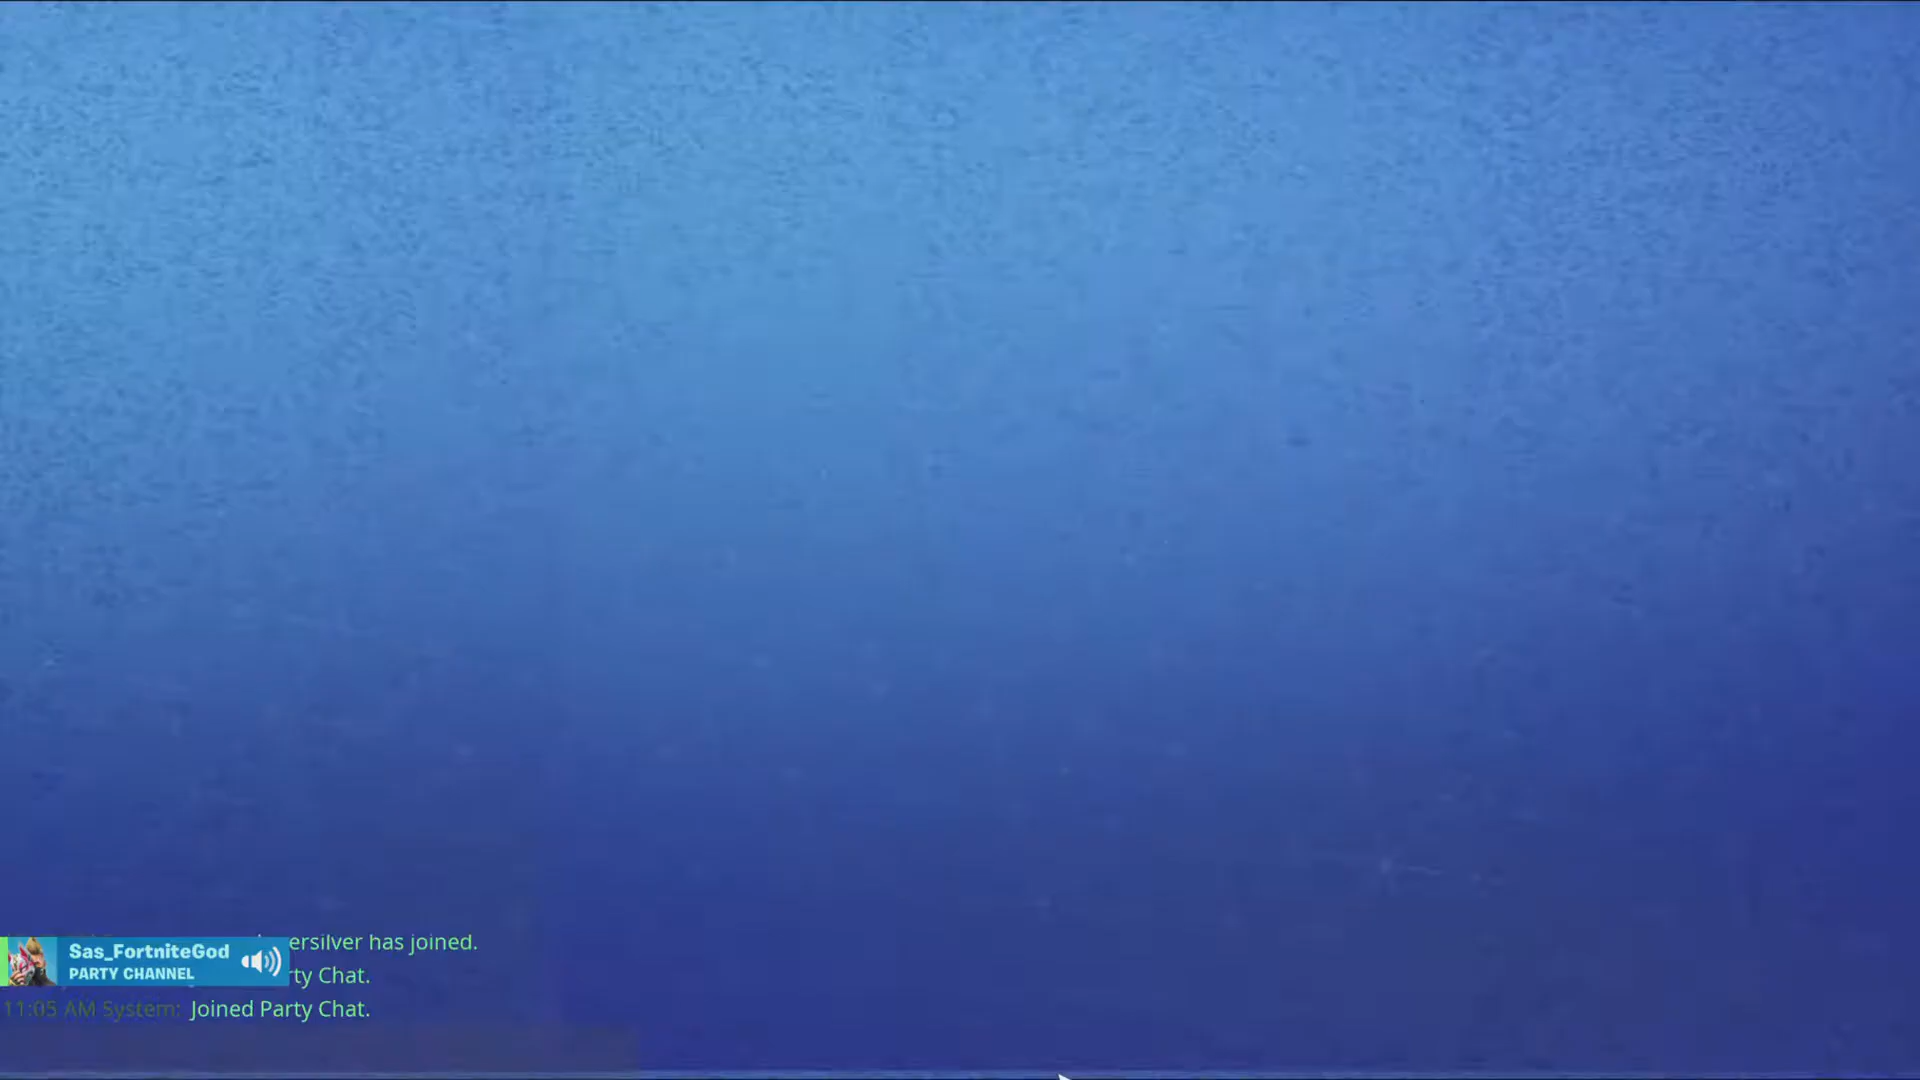 ersilver has joined.
Sas_FortniteGod
PARTY CHANNEL
ty Chat.
11:05 AM System: Joined Party Chat.